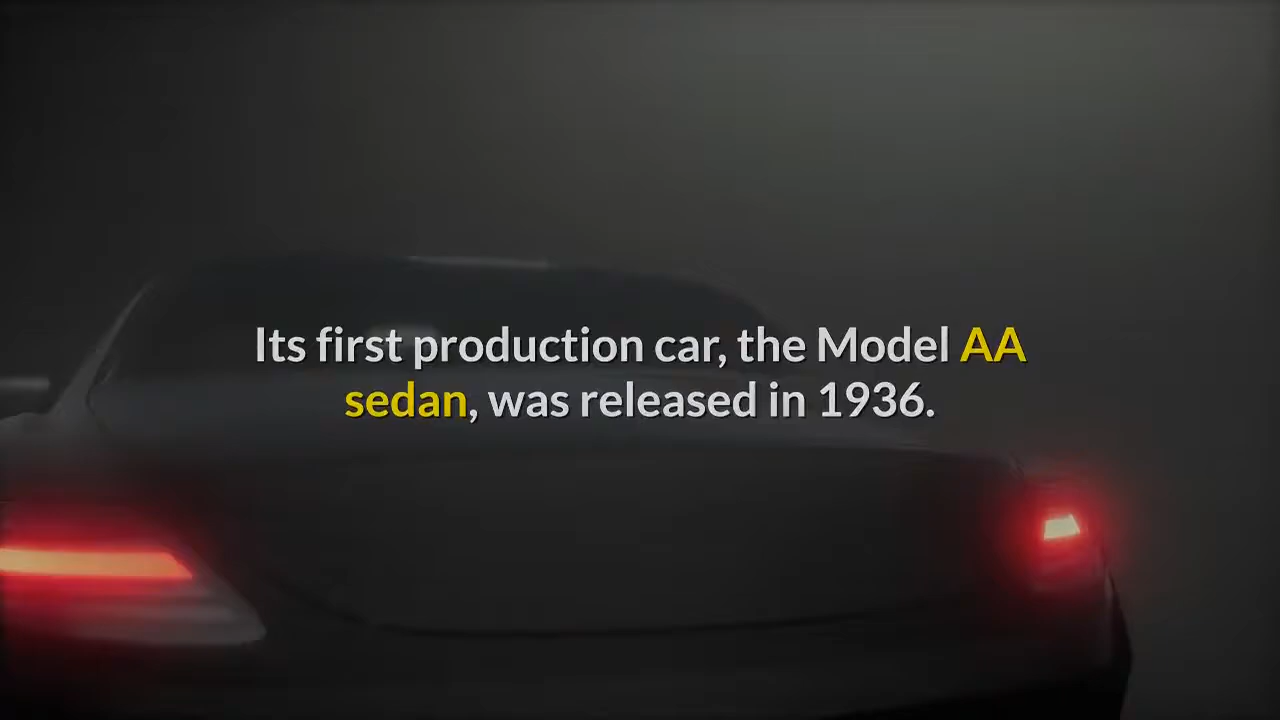 Its first production car, the Model AA
sedan, was released in 1936.